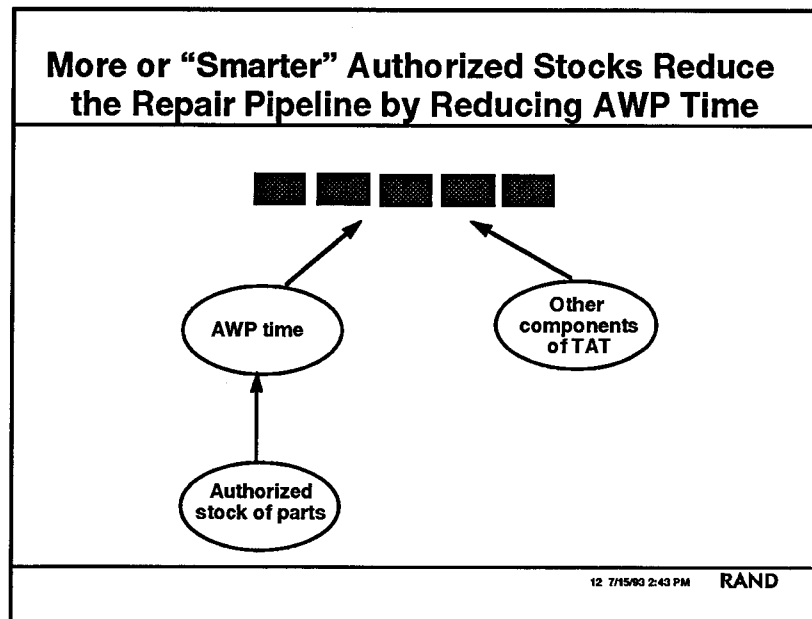 More or “Smarter” Authorized Stocks Reduce
the Repair Pipeline by Reducing AWP Time
AWP time
Other
components
of TAT
Authorized
stock of parts
12 7/15/93 2:43 PM RAND